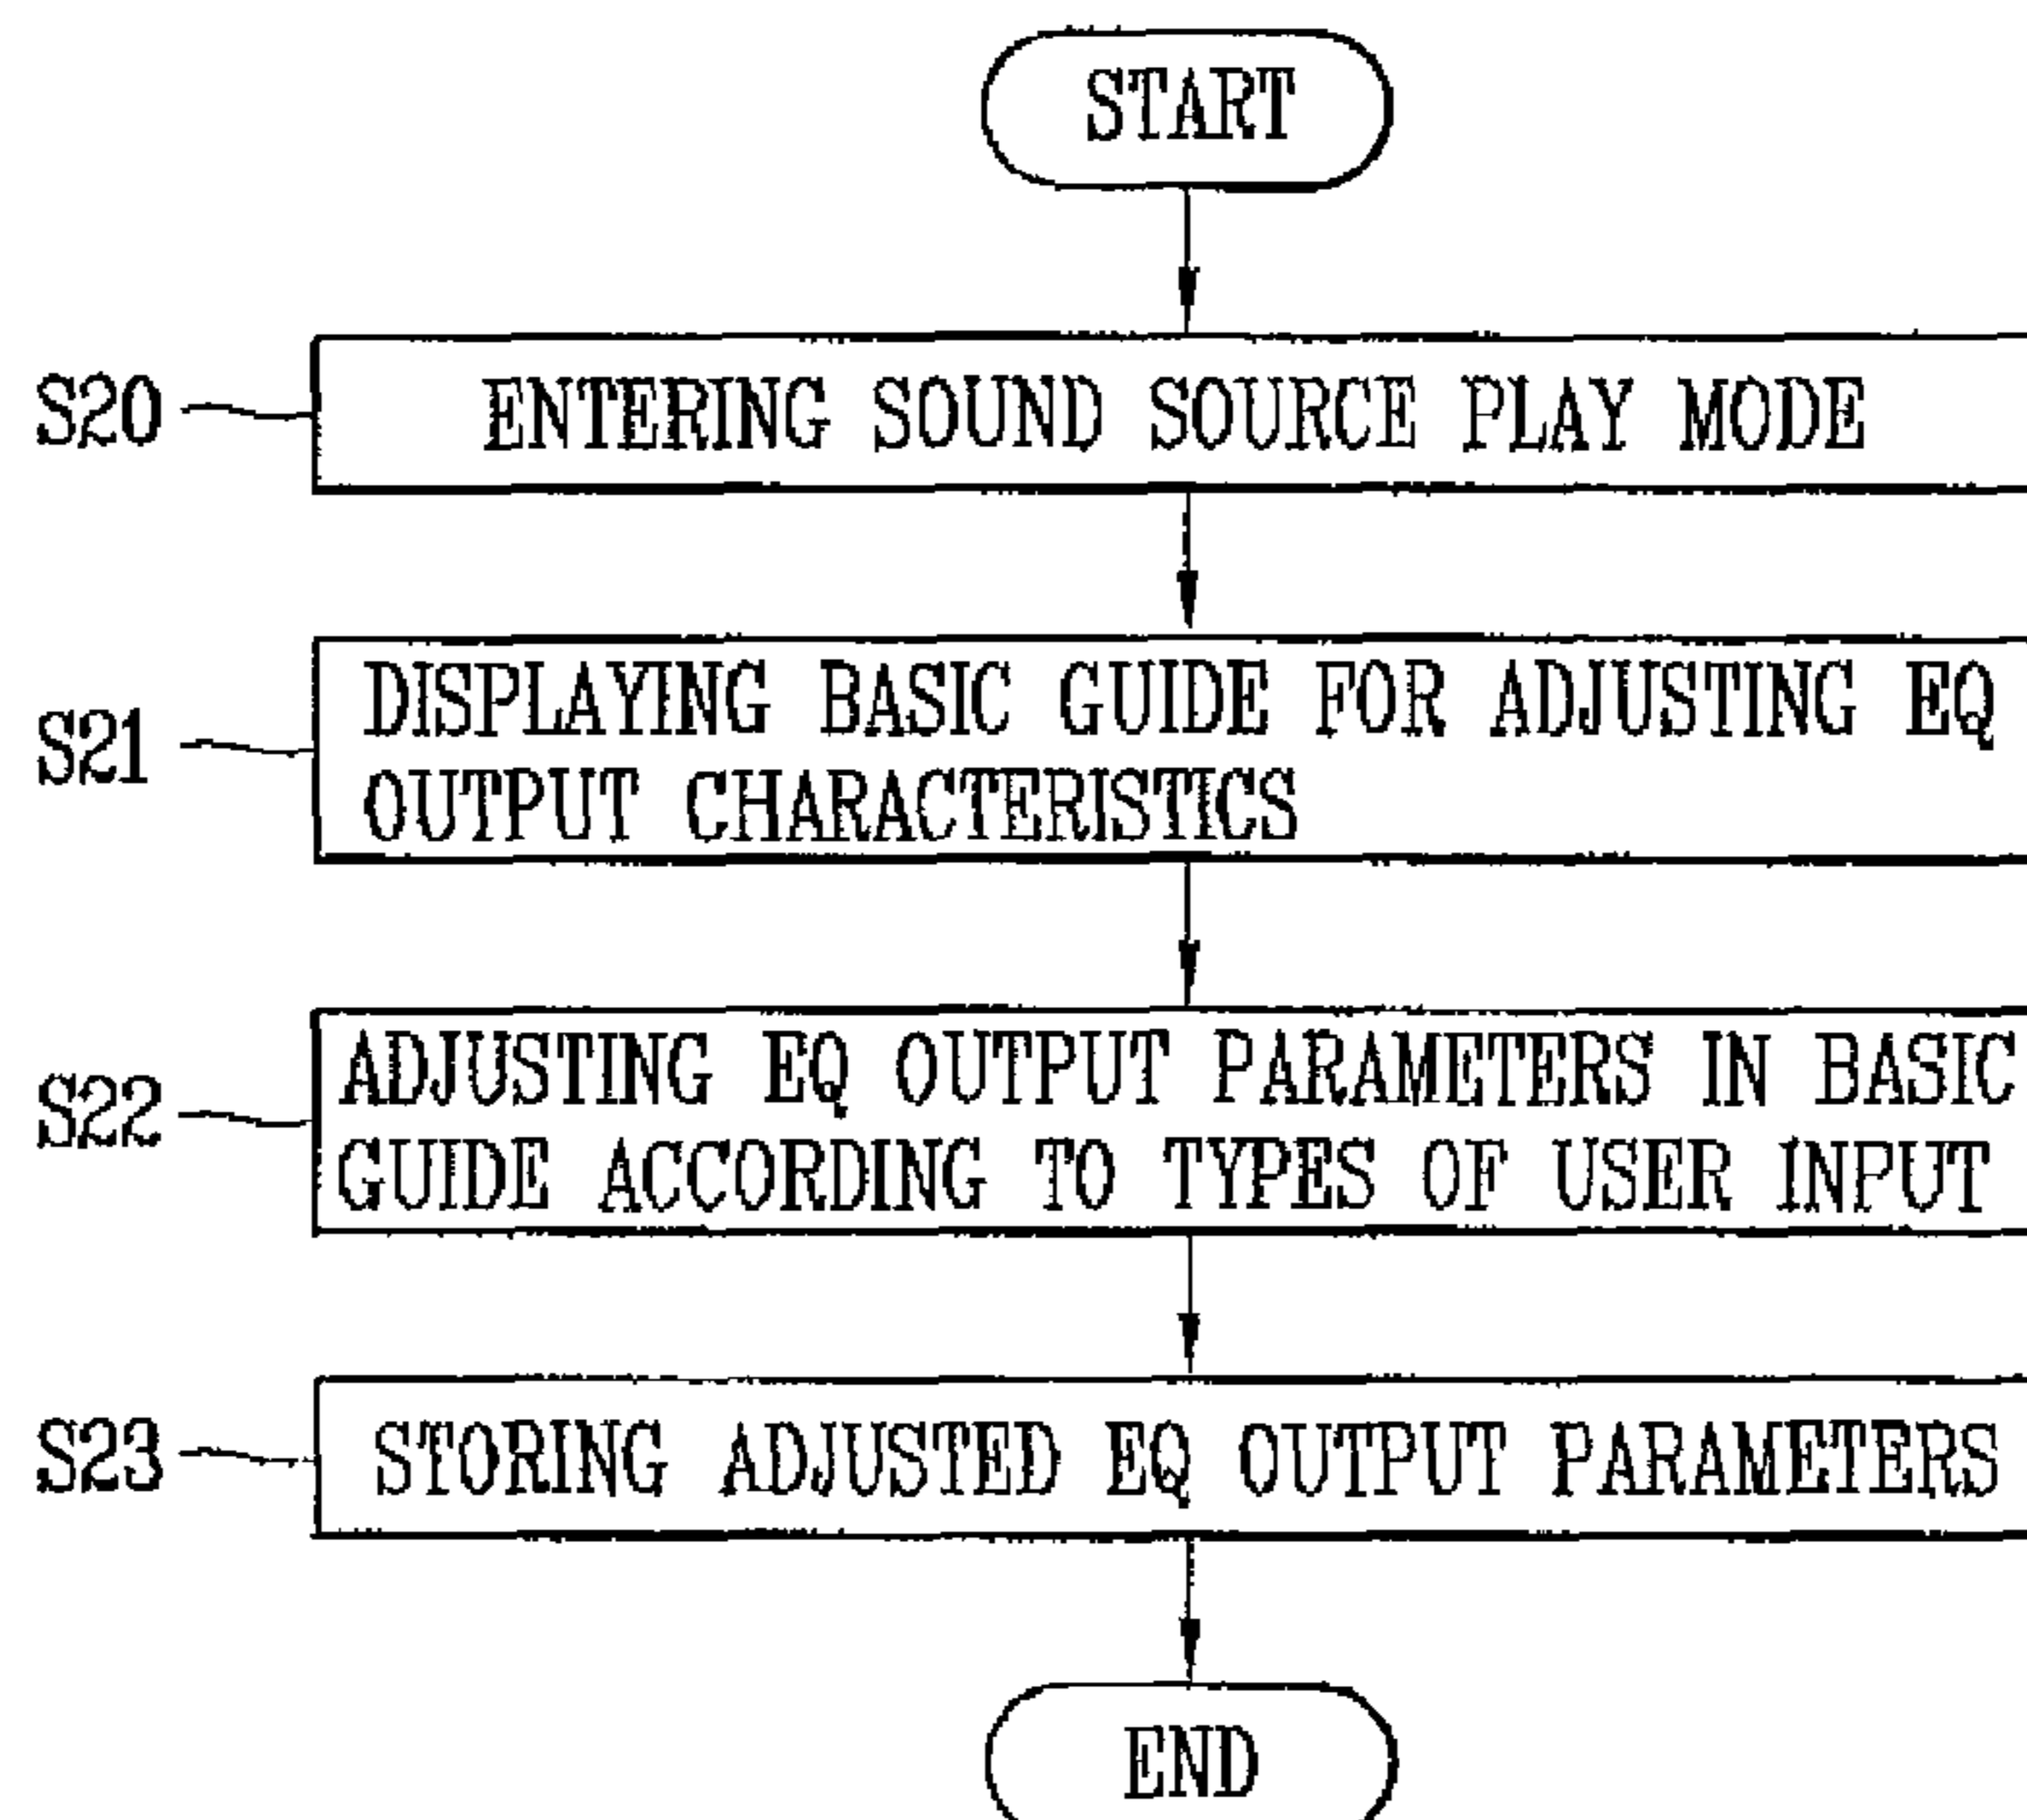 START
S20
ENTERING SOUND SOURCE PLAY MODE
S21
DISPLAYING BASIC GUIDE FOR ADJUSTING EQ
OUTPUT CHARACTERISTICS
S22
ADJUSTING EQ OUTPUT PARAMETERS IN BASIC
GUIDE ACCORDING TO TYPES OF USER INPUT
S23
STORING ADJUSTED EQ OUTPUT PARAMETERS
END